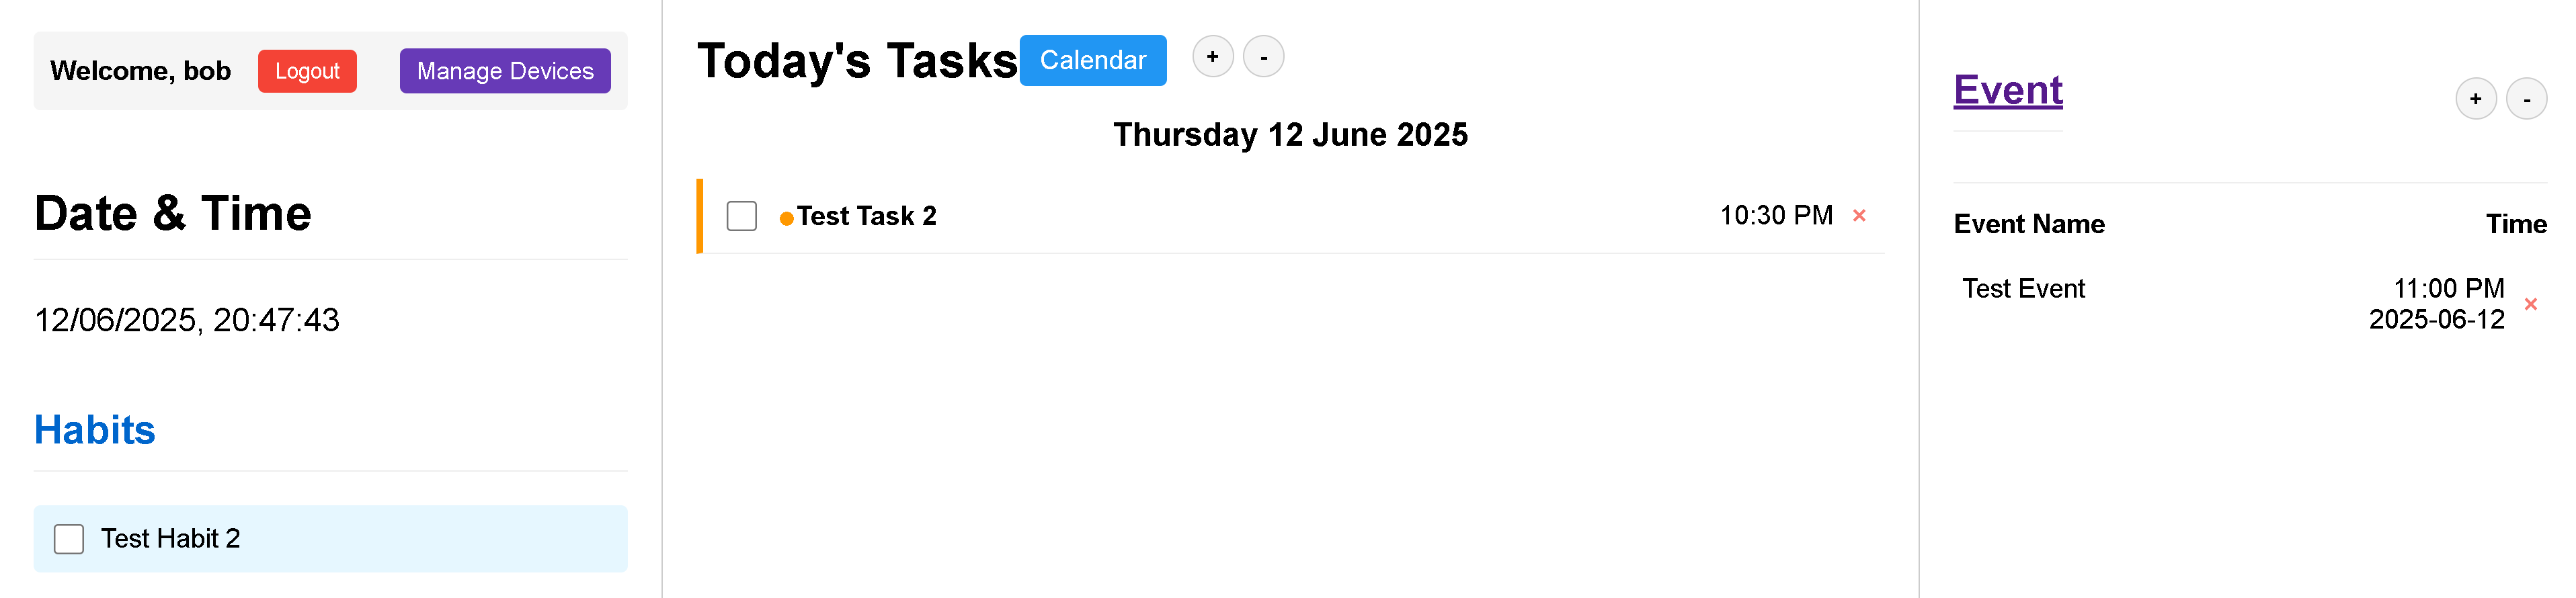 Welcome, bob Logout Manage Devices
Date & Time
12/06/2025, 20:47:43
Habits
Test Habit 2
Today's Tasks Calendar + -
Thursday 12 June 2025
Test Task 2 10:30 PM ×
Event + -
Event Name Time
Test Event 11:00 PM ×
2025-06-12